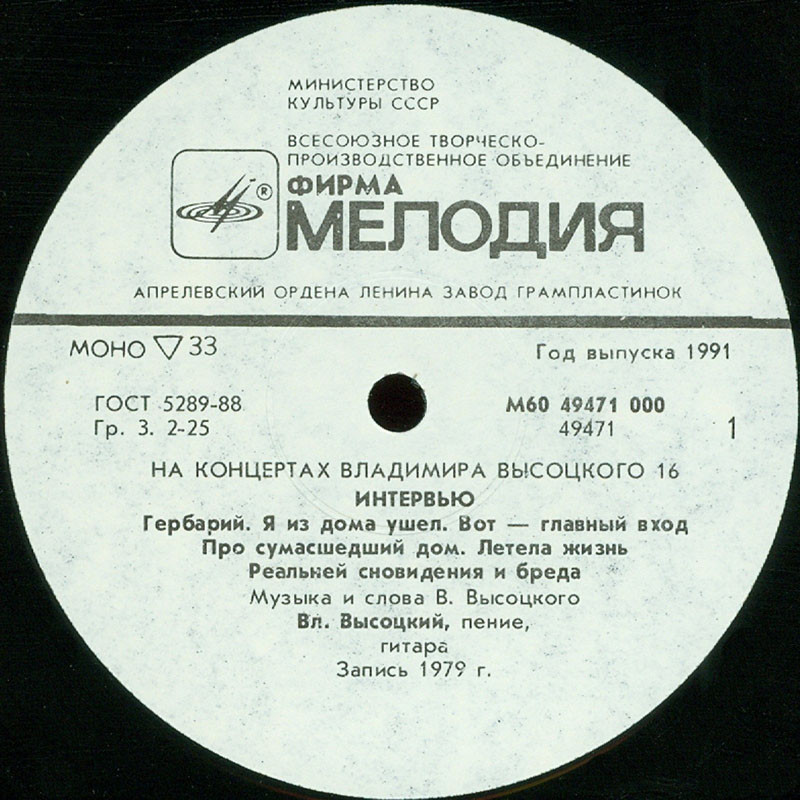 МИНИСТЕРСТВО
КУЛЬТУРЫ СССР
ВСЕСОЮЗНОЕ ТВОРЧЕСКО-
ПРОИЗВОДСТВЕННОЕ ОБЪЕДИНЕНИЕ
®
ФИРМА
МЕЛОДИЯ
АПРЕЛЕВСКИЙ ОРДЕНА ЛЕНИНА ЗАВОД ГРАМПЛАСТИНОК
МОНО ▽ 33
Год выпуска 1991
ГОСТ 5289-88
М60 49471 000
Гр. 3. 2-25
49471
1
НА КОНЦЕРТАХ ВЛАДИМИРА ВЫСОЦКОГО 16
ИНТЕРВЬЮ
Гербарий. Я из дома ушел. Вот — главный вход
Про сумасшедший дом. Летела жизнь
Реальней сновидения и бреда
Музыка и слова В. Высоцкого
Вл. Высоцкий, пение,
гитара
Запись 1979 г.